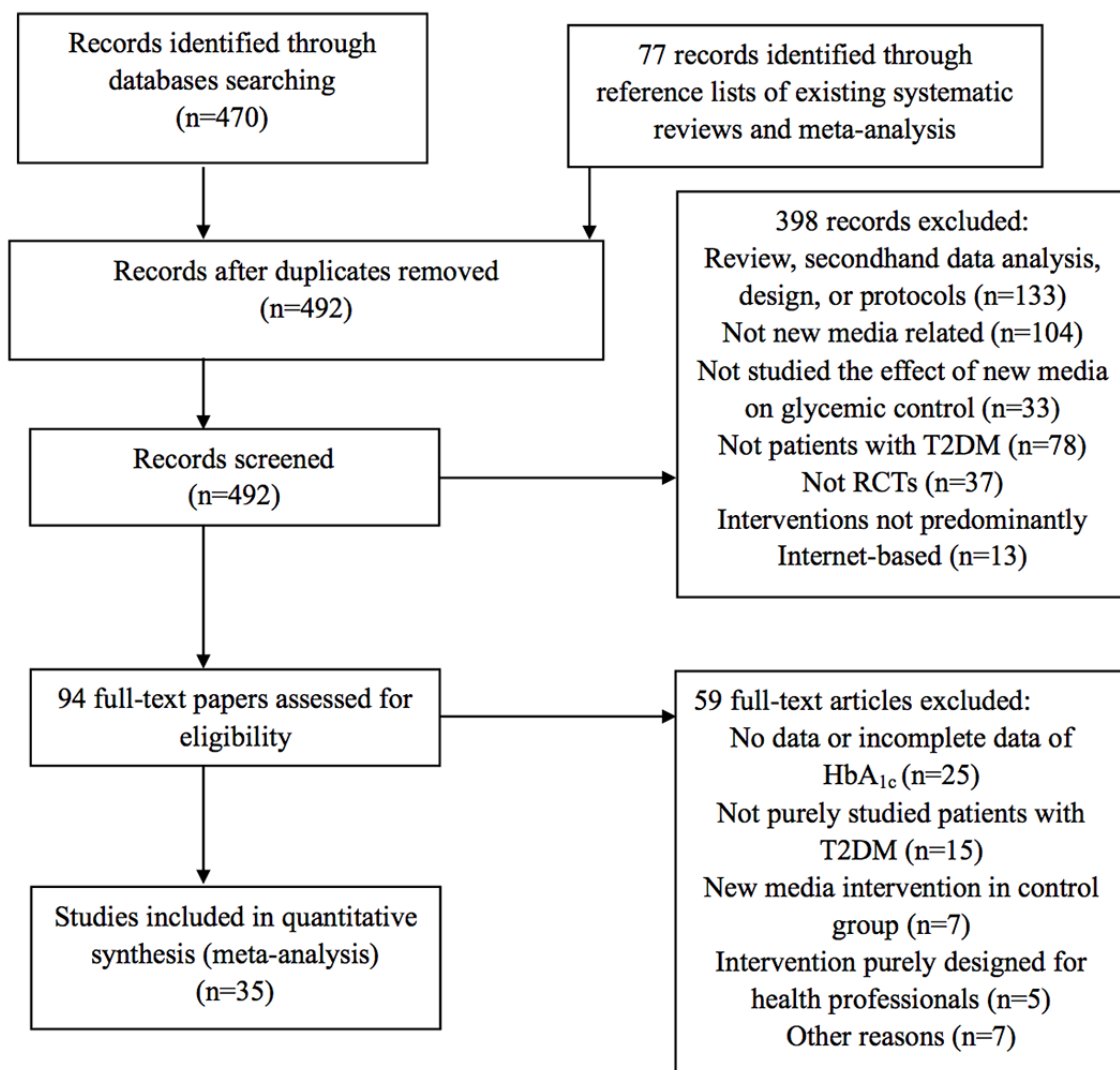 Records identified through
databases searching
(n=470)
77 records identified through
reference lists of existing systematic
reviews and meta-analysis
Records after duplicates removed
(n=492)
398 records excluded:
Review, secondhand data analysis,
design, or protocols (n=133)
Not new media related (n=104)
Not studied the effect of new media
on glycemic control (n=33)
Not patients with T2DM (n=78)
Not RCTs (n=37)
Interventions not predominantly
Internet-based (n=13)
Records screened
(n=492)
94 full-text papers assessed for
eligibility
59 full-text articles excluded:
No data or incomplete data of
HbA1c (n=25)
Not purely studied patients with
T2DM (n=15)
New media intervention in control
group (n=7)
Intervention purely designed for
health professionals (n=5)
Other reasons (n=7)
Studies included in quantitative
synthesis (meta-analysis)
(n=35)